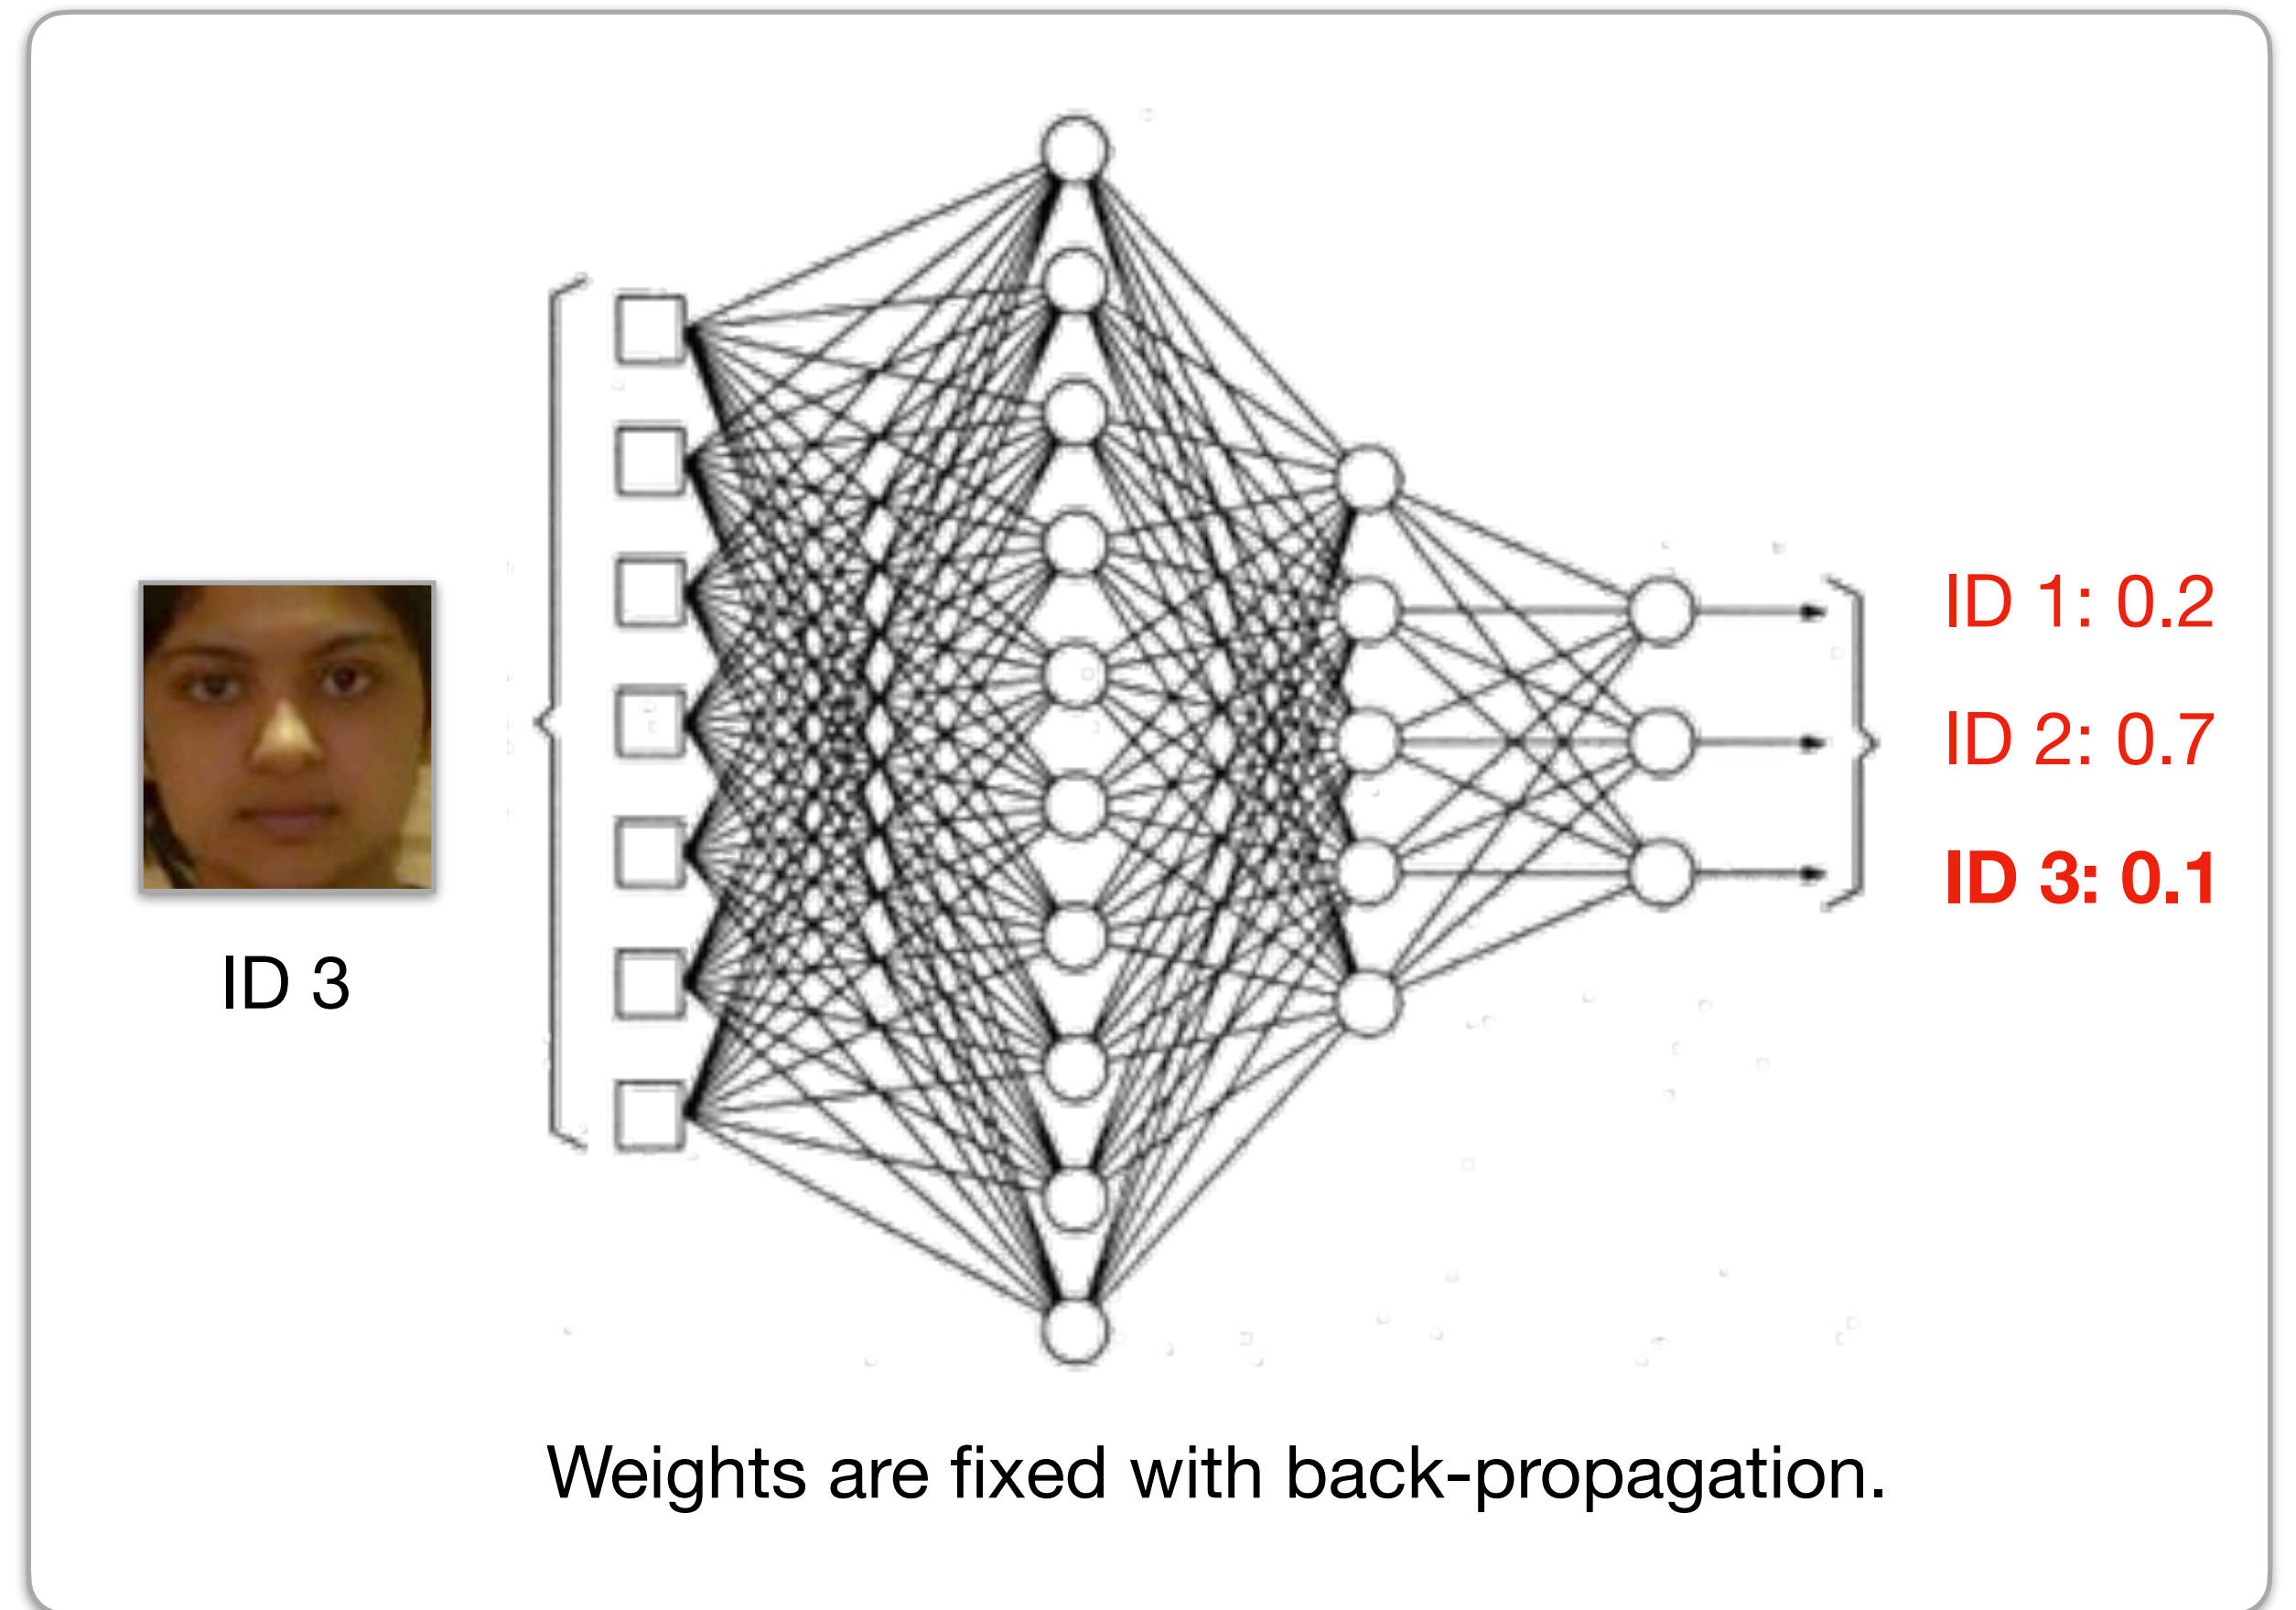 ID 3
ID 1: 0.2
ID 2: 0.7
ID 3: 0.1
Weights are fixed with back-propagation.